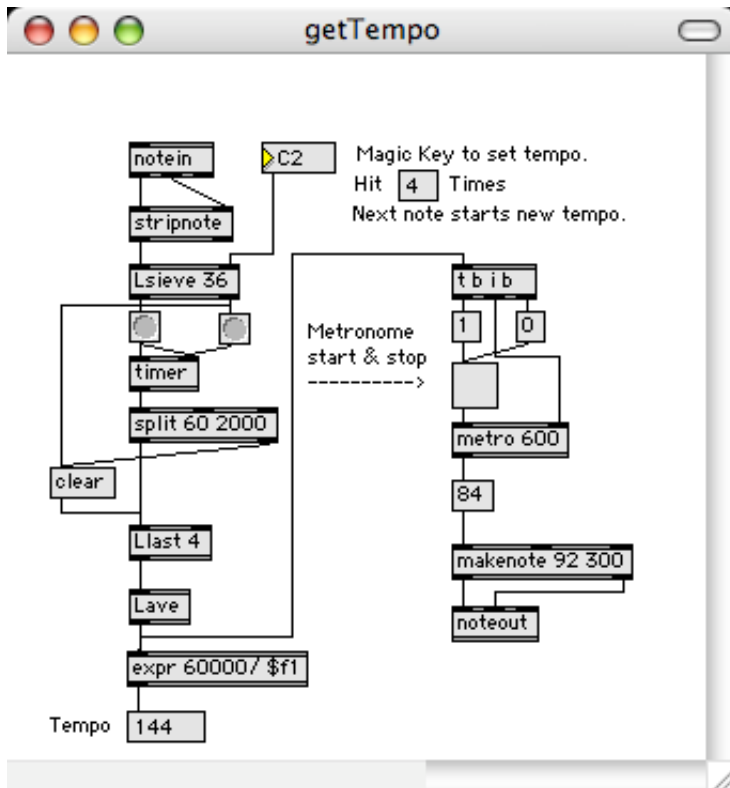 getTempo
notein
C2
Magic Key to set tempo.
Hit 4 Times
Next note starts new tempo.
stripnote
Lsieve 36
t b i b
1
0
Metronome
start & stop
---------->
timer
split 60 2000
metro 600
clear
84
Llast 4
makenote 92 300
Lave
noteout
expr 60000/ $f1
Tempo 144